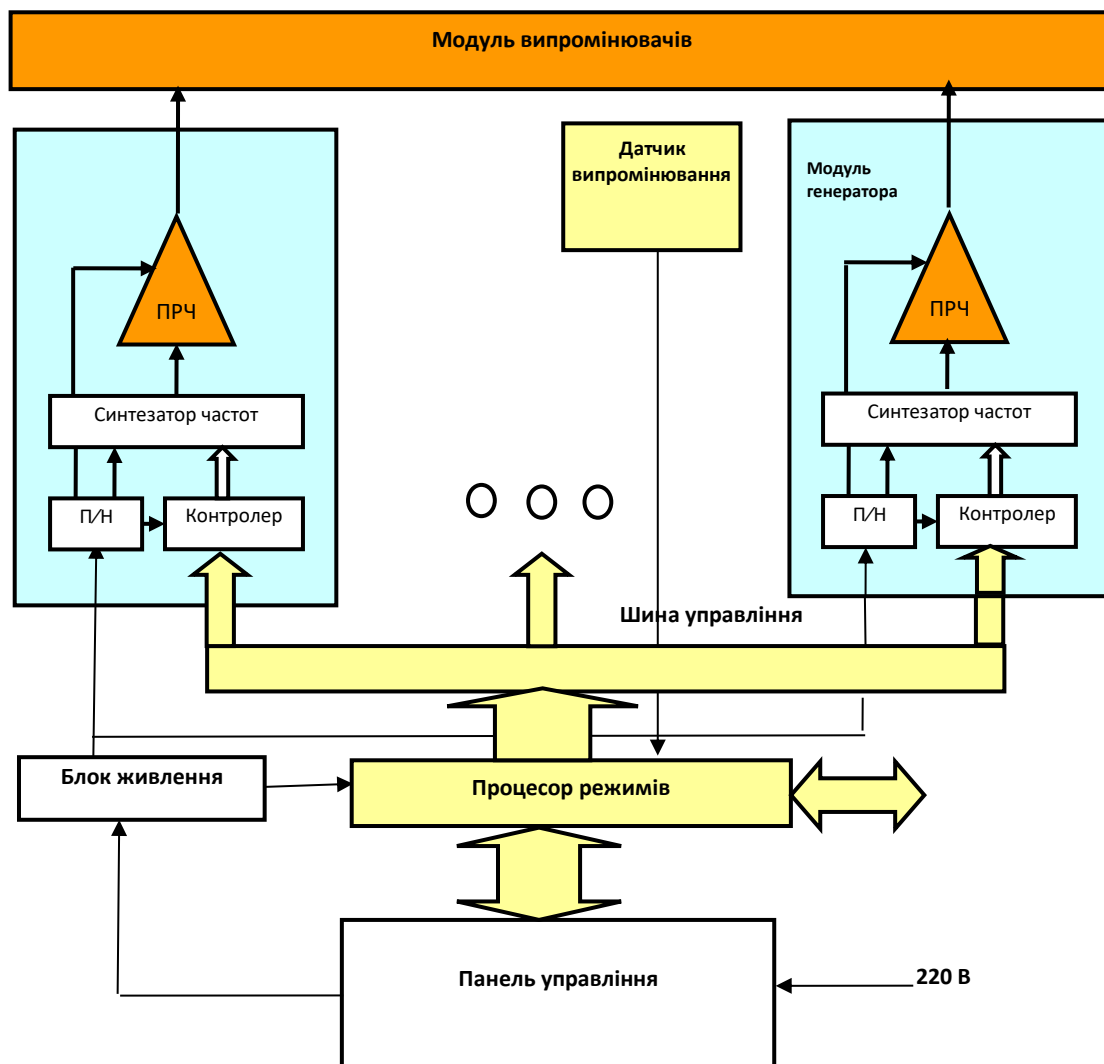 Модуль випромінювачів
Датчик
випромінювання
Модуль
генератора
ПРЧ
ПРЧ
Синтезатор частот
Синтезатор частот
П/Н
Контролер
П/Н
Контролер
Шина управління
Блок живлення
Процесор режимів
Панель управління
220 В